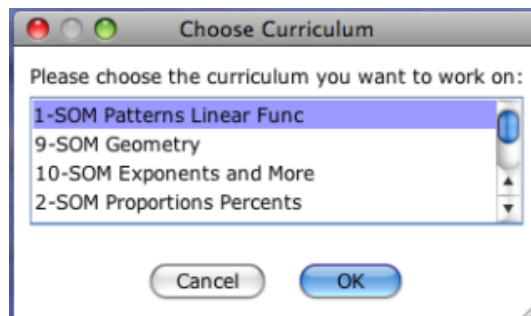 Choose Curriculum
Please choose the curriculum you want to work on:
1-SOM Patterns Linear Func
9-SOM Geometry
10-SOM Exponents and More
2-SOM Proportions Percents
Cancel OK